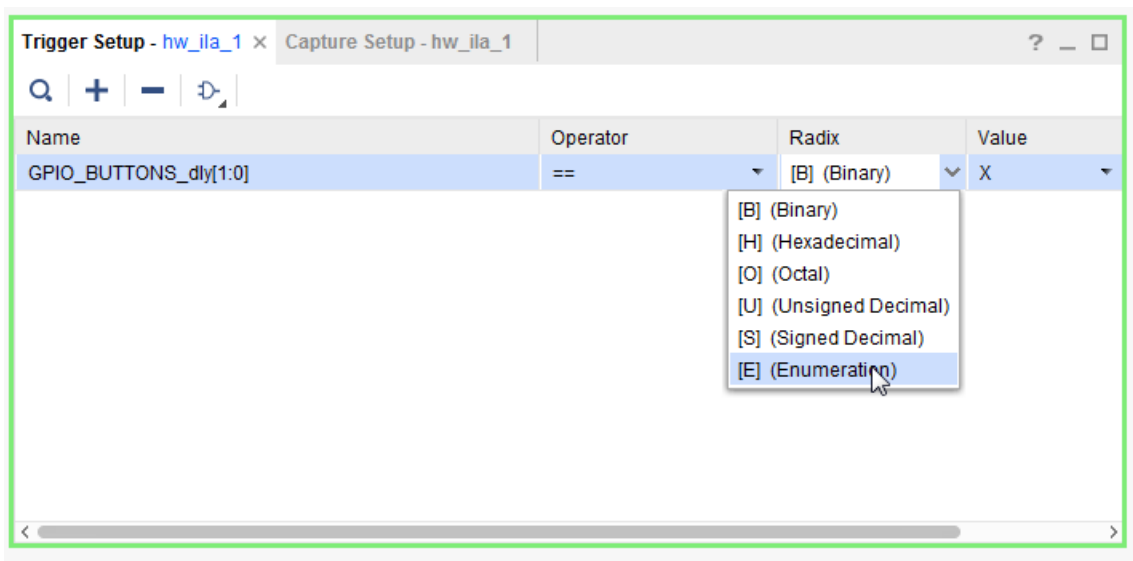 Trigger Setup - hw_ila_1 × Capture Setup - hw_ila_1 ?
Name Operator Radix Value
GPIO_BUTTONS_dly[1:0] == [B] (Binary) X
[B] (Binary)
[H] (Hexadecimal)
[O] (Octal)
[U] (Unsigned Decimal)
[S] (Signed Decimal)
[E] (Enumeration)